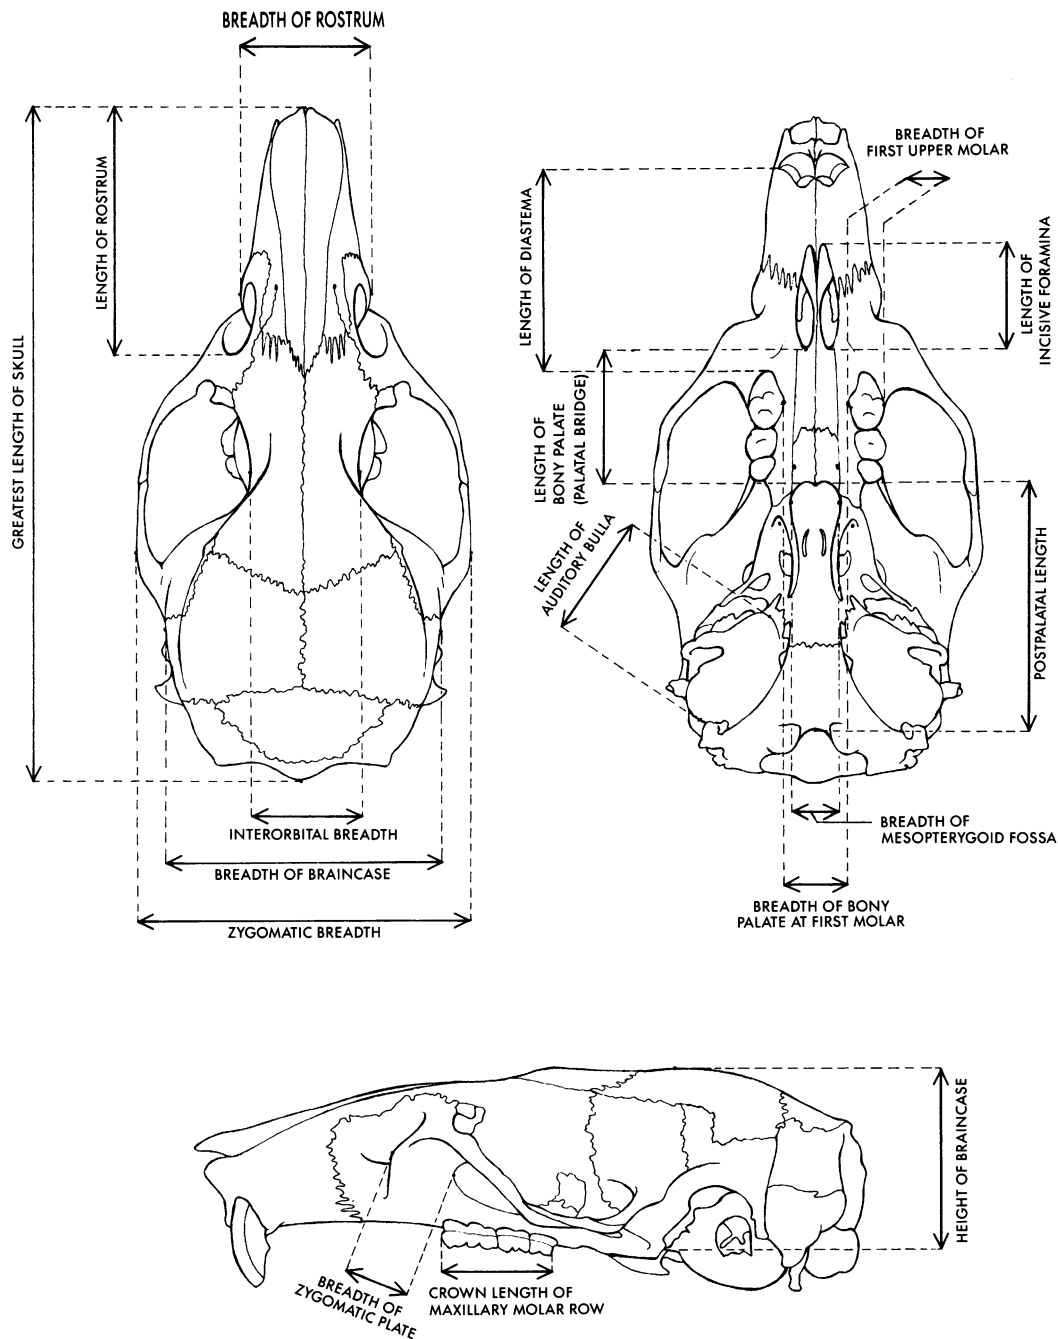 BREADTH OF ROSTRUM
LENGTH OF ROSTRUM
GREATEST LENGTH OF SKULL
INTERORBITAL BREADTH
BREADTH OF BRAINCASE
ZYGOMATIC BREADTH
BREADTH OF
FIRST UPPER MOLAR
LENGTH OF DIASTEMA
LENGTH OF
INCISIVE FORAMINA
LENGTH OF
BONY PALATE
(PALATAL BRIDGE)
LENGTH OF
AUDITORY BULLA
POSTPALATAL LENGTH
BREADTH OF
MESOPTERYGOID FOSSA
BREADTH OF BONY
PALATE AT FIRST MOLAR
HEIGHT OF BRAINCASE
BREADTH OF
ZYGOMATIC PLATE
CROWN LENGTH OF
MAXILLARY MOLAR ROW